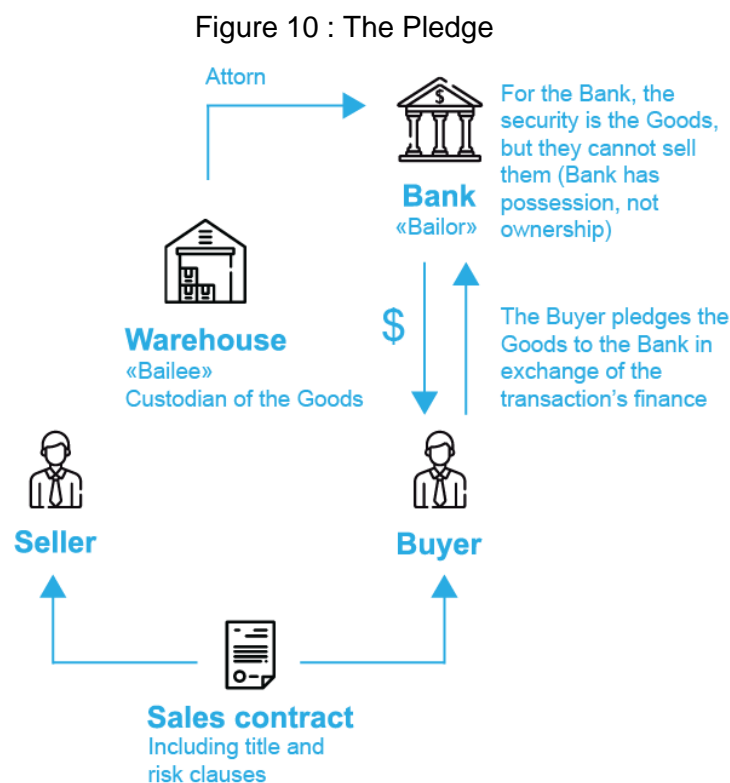 Figure 10 : The Pledge
Attorn
$
Bank
«Bailor»
For the Bank, the
security is the Goods,
but they cannot sell
them (Bank has
possession, not
ownership)
Warehouse
«Bailee»
Custodian of the Goods
$
The Buyer pledges the
Goods to the Bank in
exchange of the
transaction’s finance
Seller
Buyer
Sales contract
Including title and
risk clauses